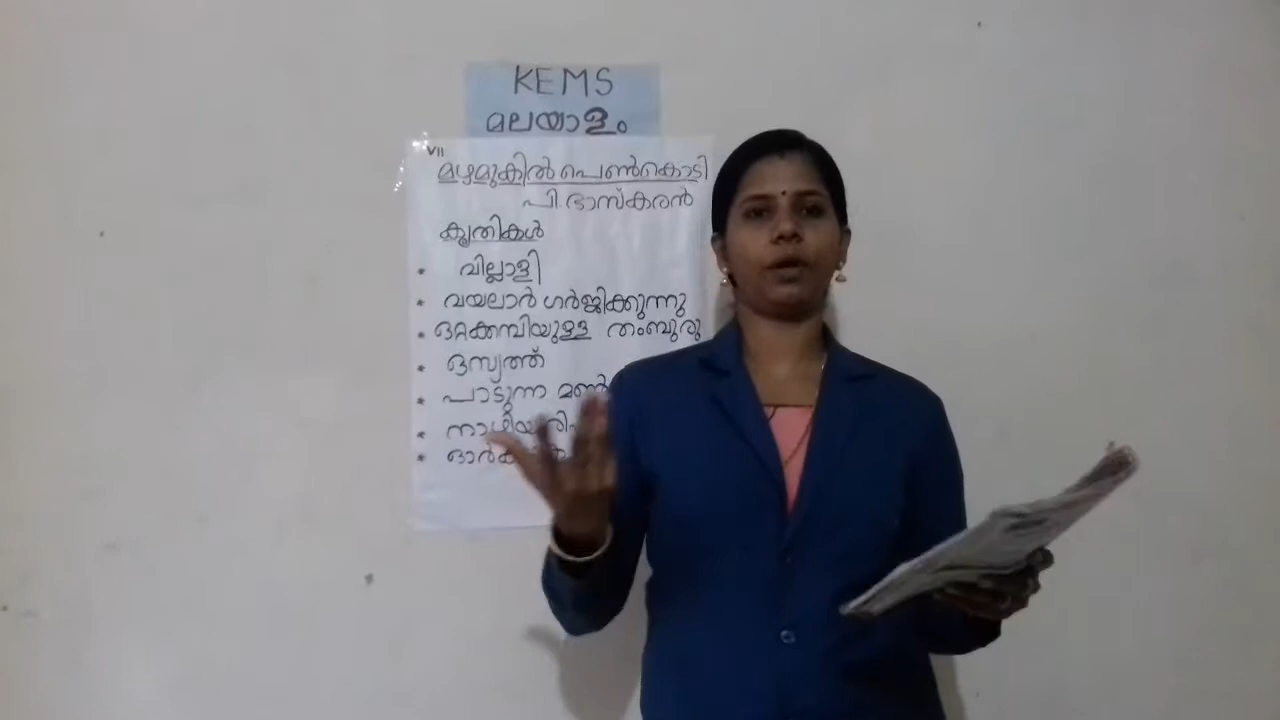 KEMS
മലയാളം
VII
മഴമുകിൽ പെൺകൊടി
പി. ഭാസ്കരൻ
കൃതികൾ
* വില്ലാളി
* വയലാർ ഗർജിക്കുന്നു
* ഒറ്റക്കമ്പിയുള്ള തംബുരു
* ഒസ്യത്ത്
* പാടുന്ന
*
*